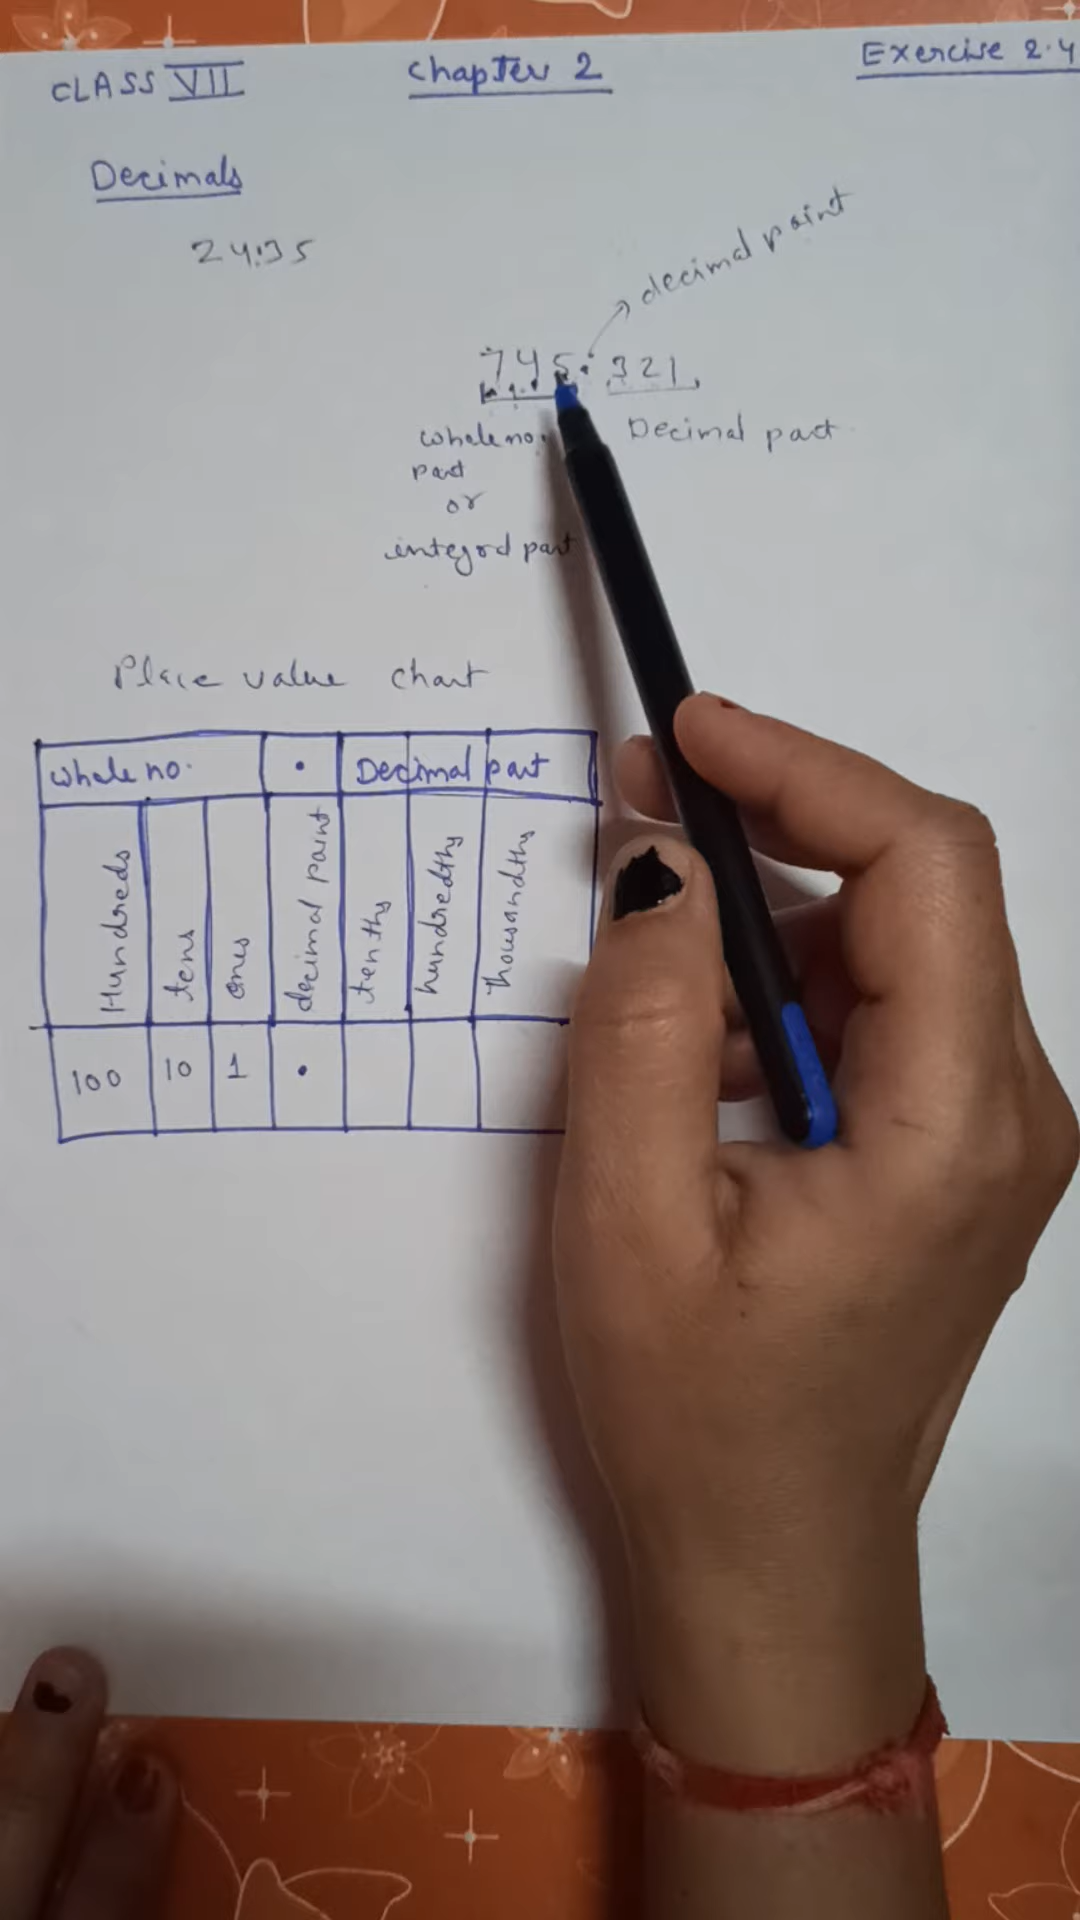 CLASS VII
Chapter 2
Exercise 2.4
Decimals
24.35
decimal point
745.321
whole no.
part
or
integral part
Decimal part
Place value chart
whole no. . Decimal part
Hundreds tens ones decimal point tenths hundredths thousandths
100 10 1 .